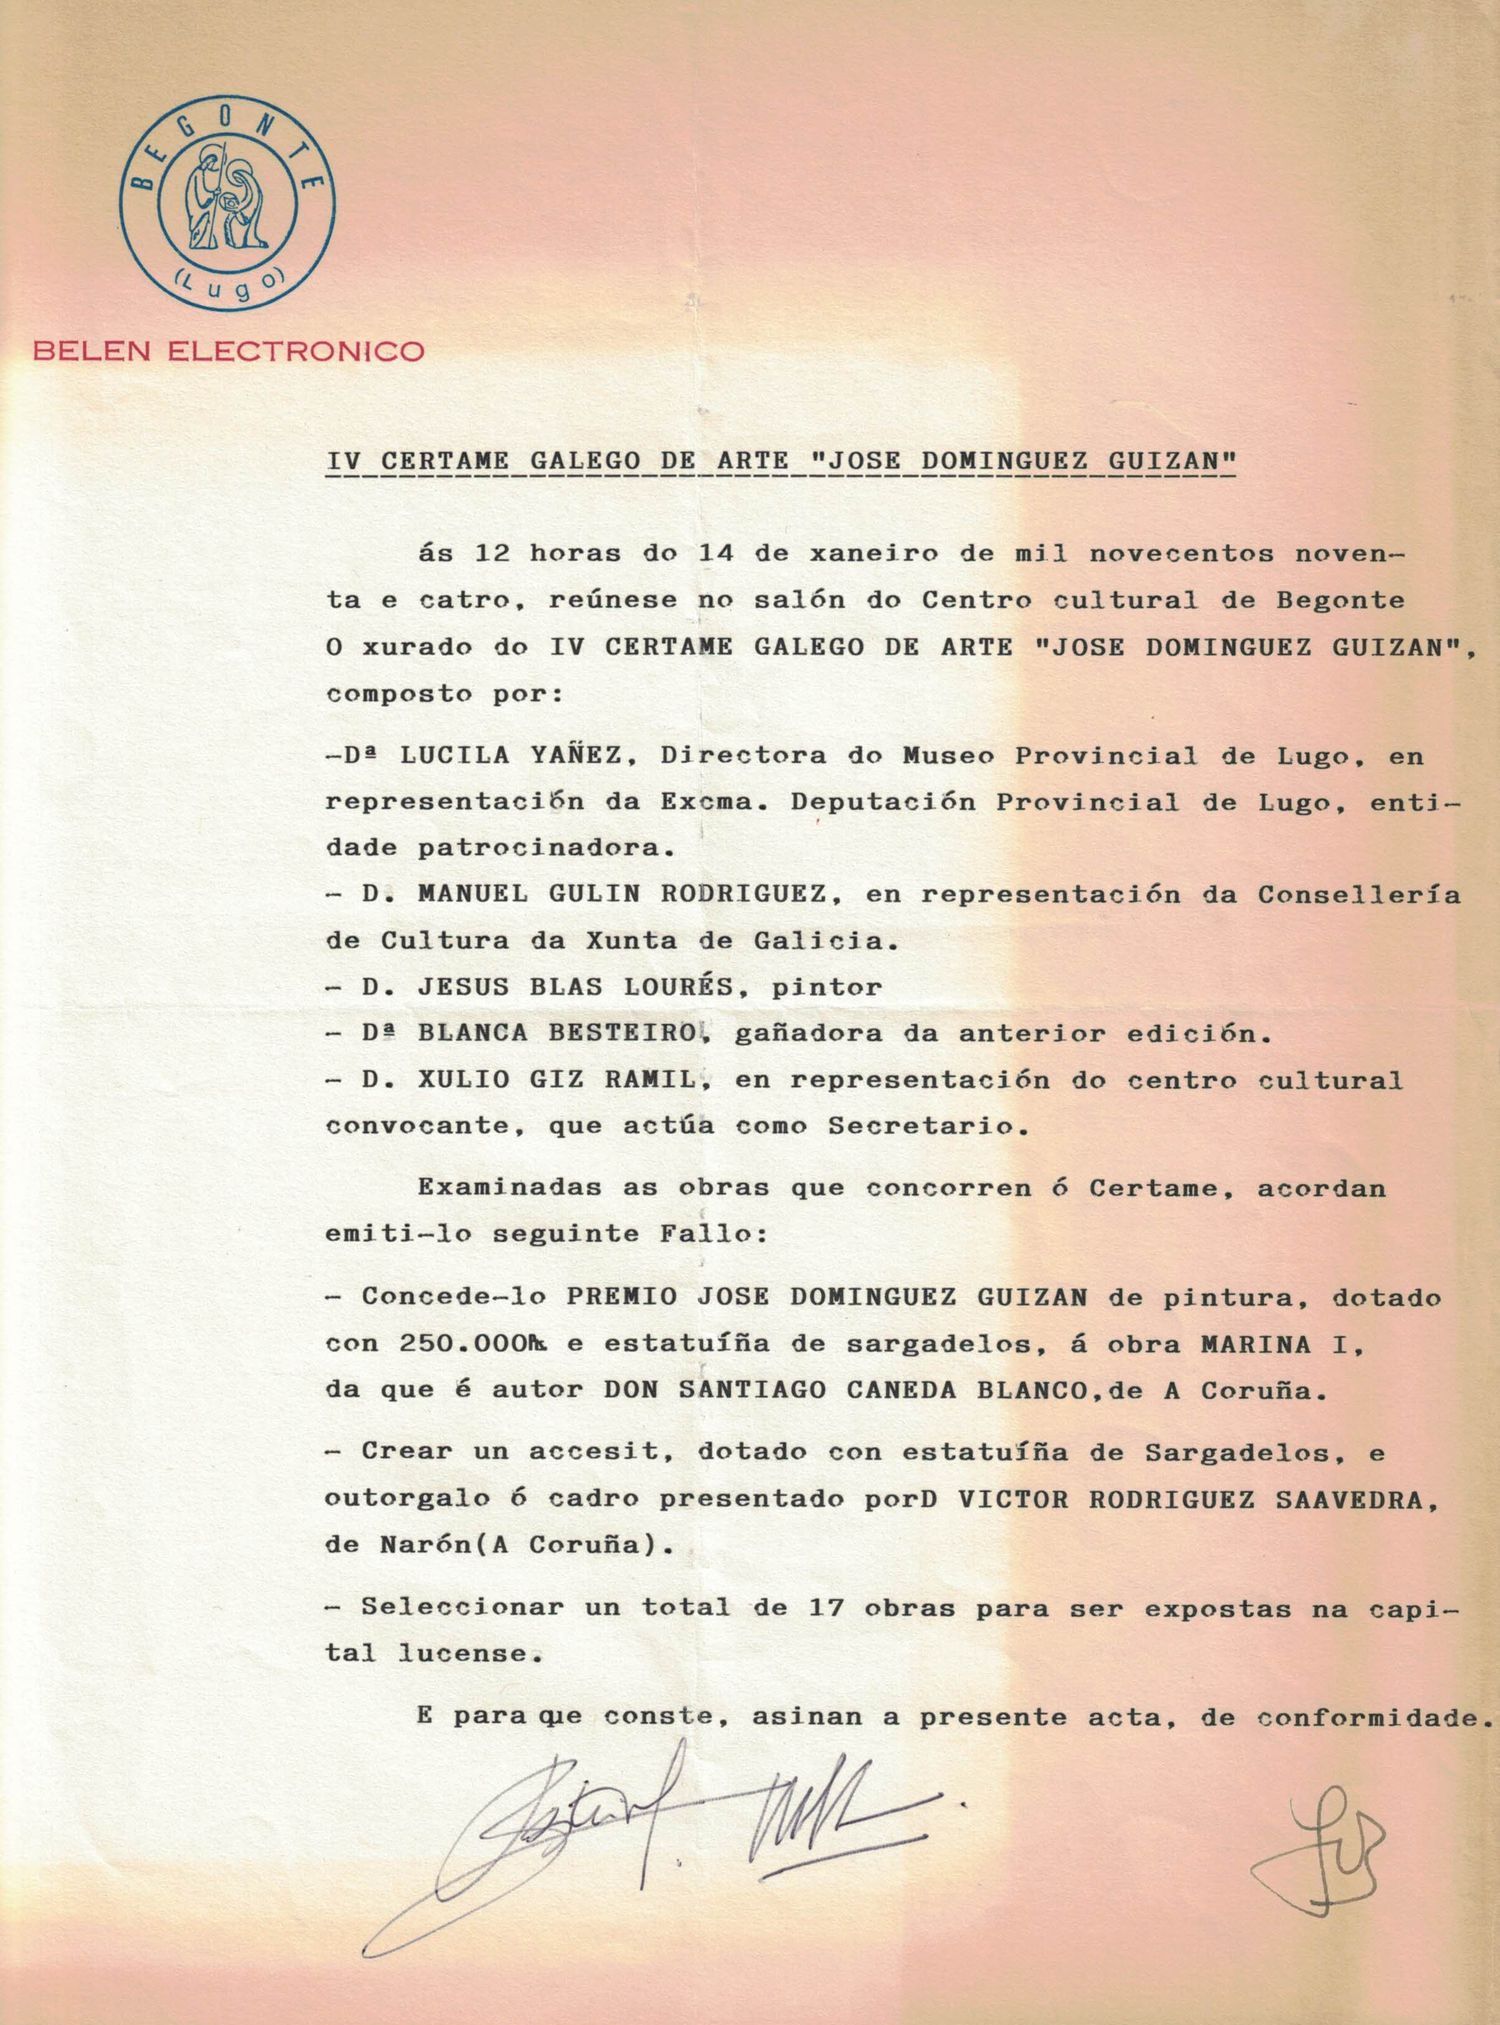 BEGONTE
(Lugo)
BELEN ELECTRONICO
IV CERTAME GALEGO DE ARTE "JOSE DOMINGUEZ GUIZAN"
ás 12 horas do 14 de xaneiro de mil novecentos noven-
ta e catro, reúnese no salón do Centro cultural de Begonte
O xurado do IV CERTAME GALEGO DE ARTE "JOSE DOMINGUEZ GUIZAN",
composto por:
-Dª LUCILA YAÑEZ, Directora do Museo Provincial de Lugo, en
representación da Excma. Deputación Provincial de Lugo, enti-
dade patrocinadora.
- D. MANUEL GULIN RODRIGUEZ, en representación da Consellería
de Cultura da Xunta de Galicia.
- D. JESUS BLAS LOURÉS, pintor
- Dª BLANCA BESTEIRO, gañadora da anterior edición.
- D. XULIO GIZ RAMIL, en representación do centro cultural
convocante, que actúa como Secretario.
Examinadas as obras que concorren ó Certame, acordan
emiti-lo seguinte Fallo:
- Concede-lo PREMIO JOSE DOMINGUEZ GUIZAN de pintura, dotado
con 250.000₧ e estatuíña de sargadelos, á obra MARINA I,
da que é autor DON SANTIAGO CANEDA BLANCO,de A Coruña.
- Crear un accesit, dotado con estatuíña de Sargadelos, e
outorgalo ó cadro presentado porD VICTOR RODRIGUEZ SAAVEDRA,
de Narón(A Coruña).
- Seleccionar un total de 17 obras para ser expostas na capi-
tal lucense.
E para que conste, asinan a presente acta, de conformidade.